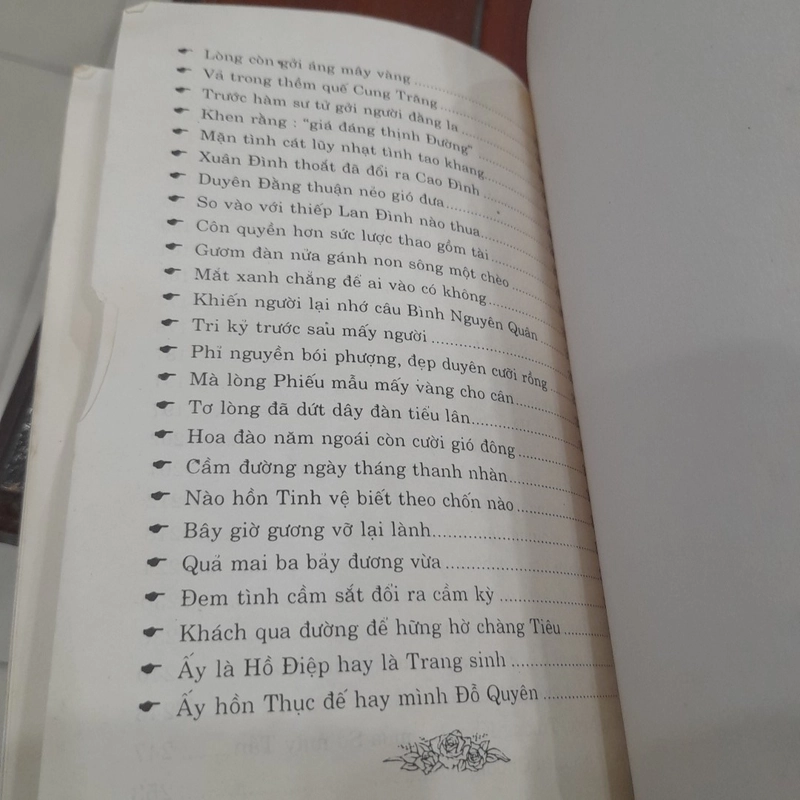 Lòng còn gởi áng mây vàng
Vả trong thềm quế Cung Trăng
Trước hàm sư tử gởi người đằng la
Khen rằng : "giá đáng thịnh Đường"
Mặn tình cát lũy nhạt tình tao khang
Xuân Đình thoắt đã đổi ra Cao Đình
Duyên Đằng thuận nẻo gió đưa
So vào với thiếp Lan Đình nào thua
Côn quyền hơn sức lược thao gồm tài
Gươm đàn nửa gánh non sông một chèo
Mắt xanh chẳng để ai vào có không
Khiến người lại nhớ câu Bình Nguyên Quân
Tri kỷ trước sau mấy người
Phỉ nguyền bói phượng, đẹp duyên cưỡi rồng
Mà lòng Phiếu mẫu mấy vàng cho cân
Tơ lòng đã dứt dây đàn tiểu lân
Hoa đào năm ngoái còn cười gió đông
Cầm đường ngày tháng thanh nhàn
Nào hồn Tinh vệ biết theo chốn nào
Bây giờ gương vỡ lại lành
Quả mai ba bảy đương vừa
Đem tình cầm sắt đổi ra cầm kỳ
Khách qua đường để hững hờ chàng Tiêu
Ấy là Hồ Điệp hay là Trang sinh
Ấy hồn Thục đế hay mình Đỗ Quyên